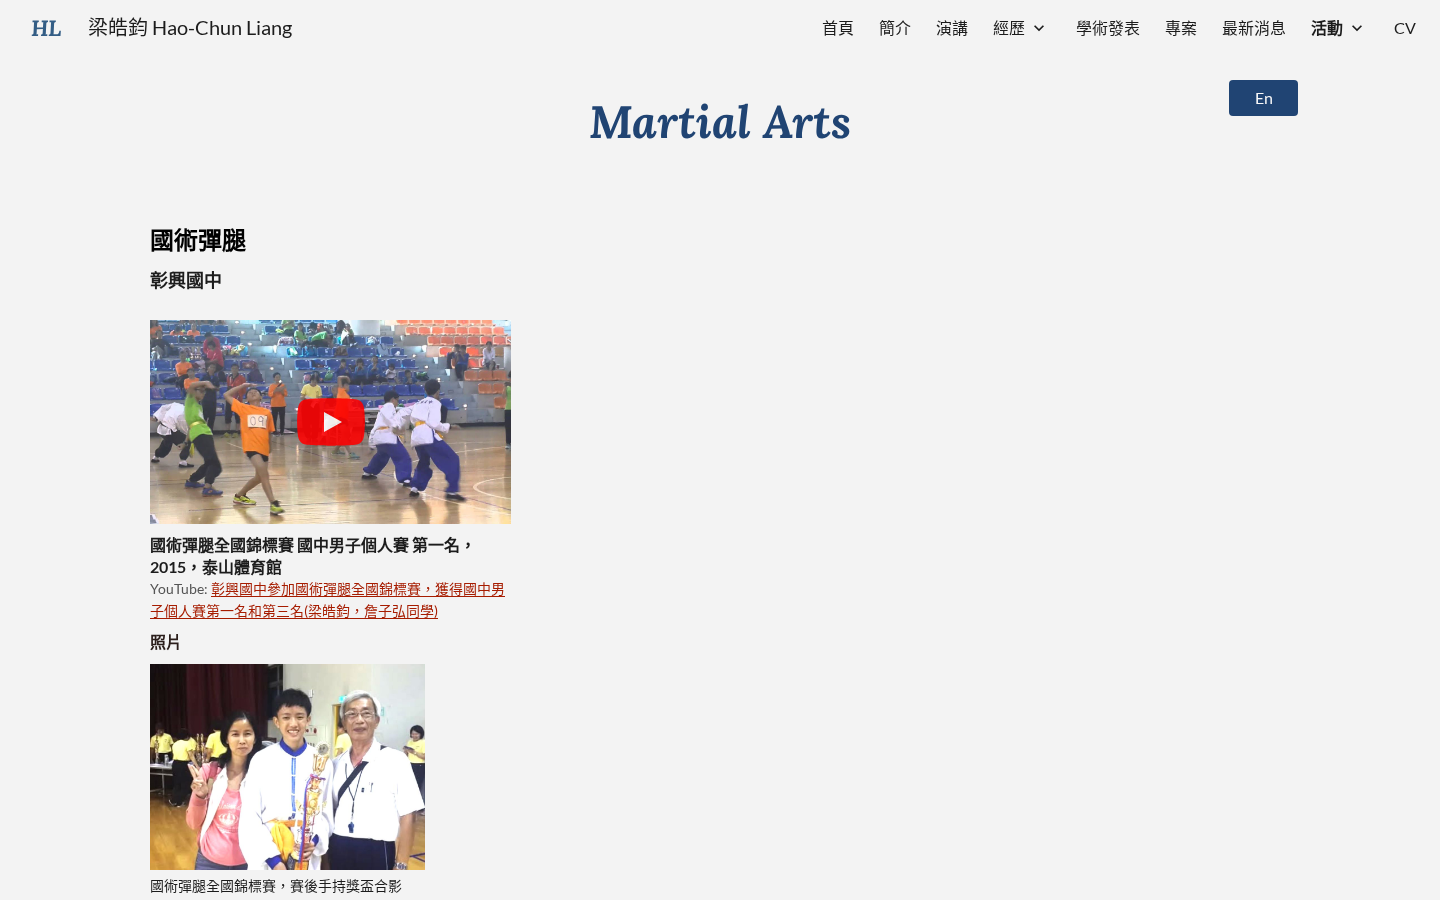 HL
梁皓鈞 Hao-Chun Liang
首頁
簡介
演講
經歷
學術發表
專案
最新消息
活動
CV
En
Martial Arts
國術彈腿
彰興國中
09
國術彈腿全國錦標賽 國中男子個人賽 第一名，
2015，泰山體育館
YouTube: 彰興國中參加國術彈腿全國錦標賽，獲得國中男
子個人賽第一名和第三名(梁皓鈞，詹子弘同學)
照片
國術彈腿全國錦標賽，賽後手持獎盃合影